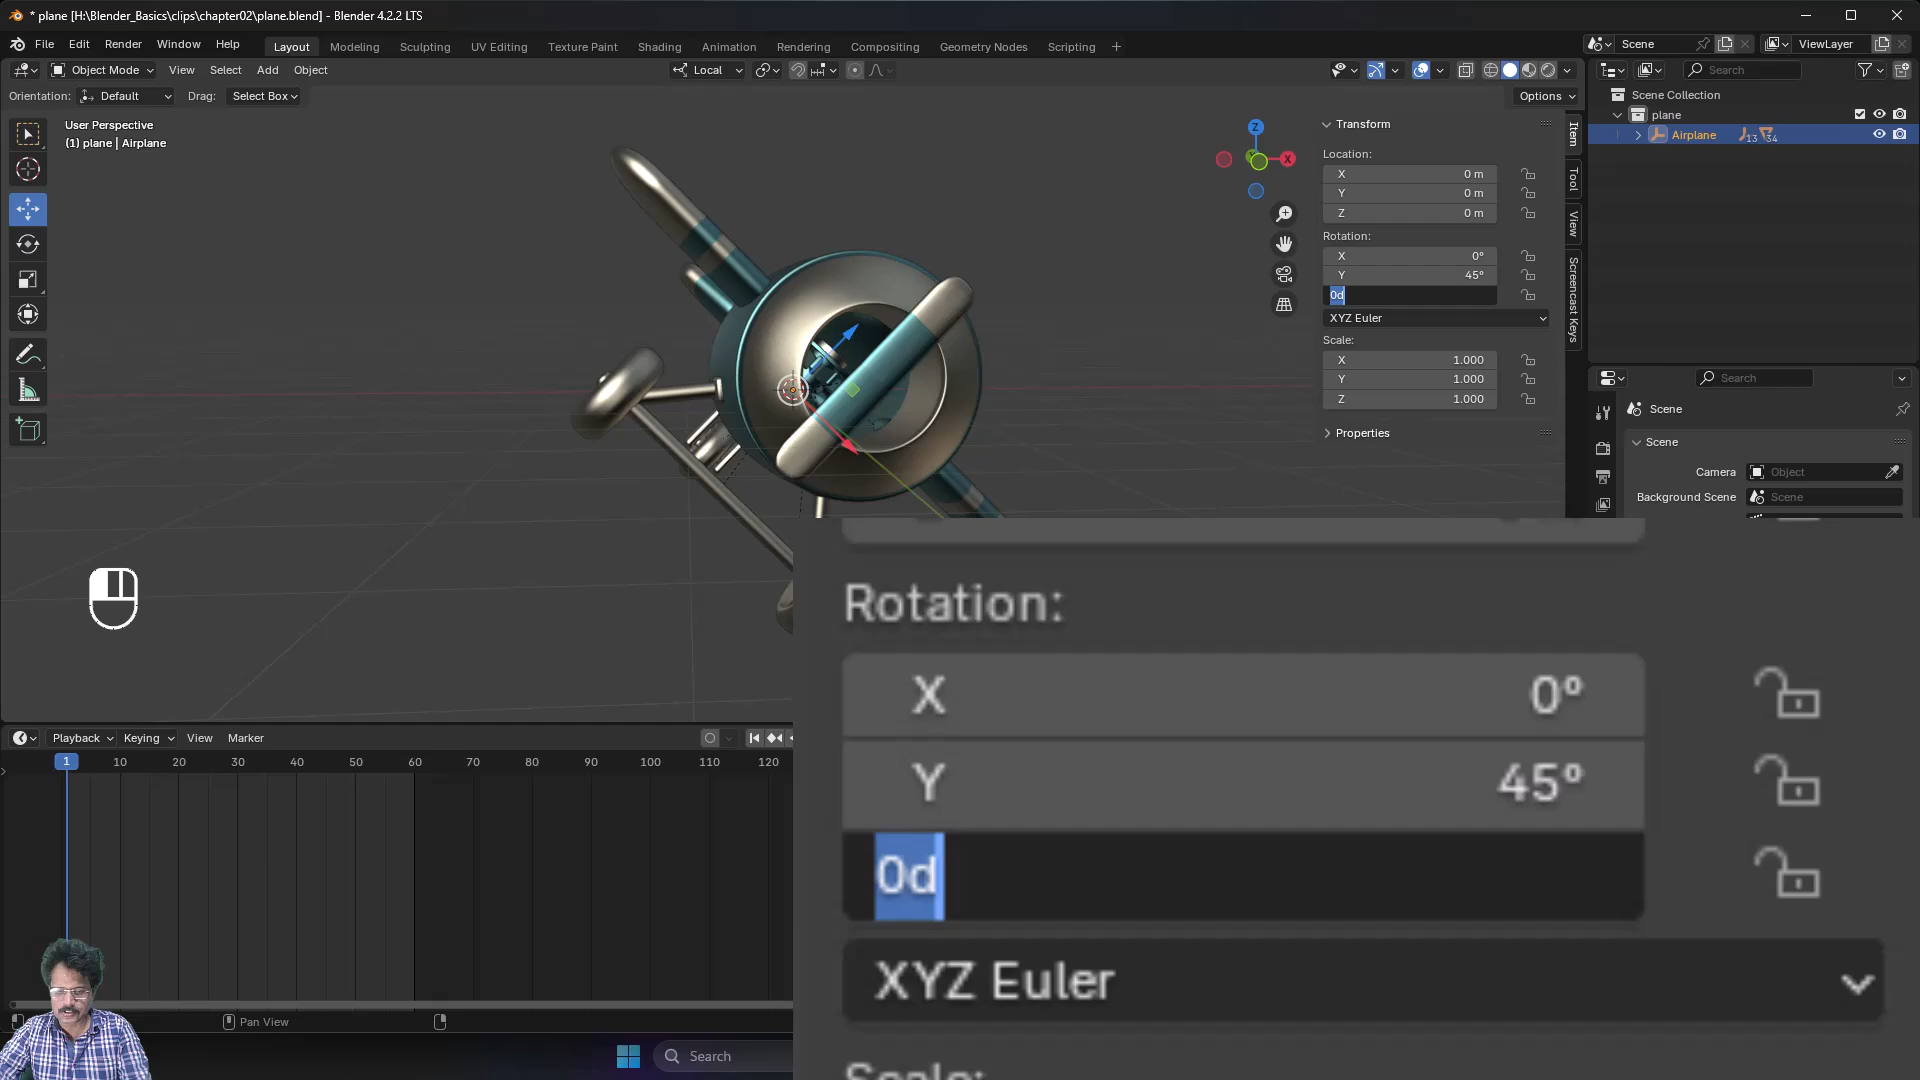 * plane [H:\Blender_Basics\clips\chapter02\plane.blend] - Blender 4.2.2 LTS
File Edit Render Window Help Layout Modeling Sculpting UV Editing Texture Paint Shading Animation Rendering Compositing Geometry Nodes Scripting + Scene ViewLayer
Object Mode View Select Add Object Local Search
Orientation: Default Drag: Select Box Options
Scene Collection
plane
Airplane 13 34
User Perspective
(1) plane | Airplane
Z
X
Transform
Location:
X 0 m
Y 0 m
Z 0 m
Rotation:
X 0°
Y 45°
0d
XYZ Euler
Scale:
X 1.000
Y 1.000
Z 1.000
Properties
Item
Tool
View
Screencast Keys
Search
Scene
Scene
Camera Object
Background Scene Scene
Rotation:
X 0°
Y 45°
0d
XYZ Euler
Scale:
Playback Keying View Marker
1 10 20 30 40 50 60 70 80 90 100 110 120
Pan View
Search